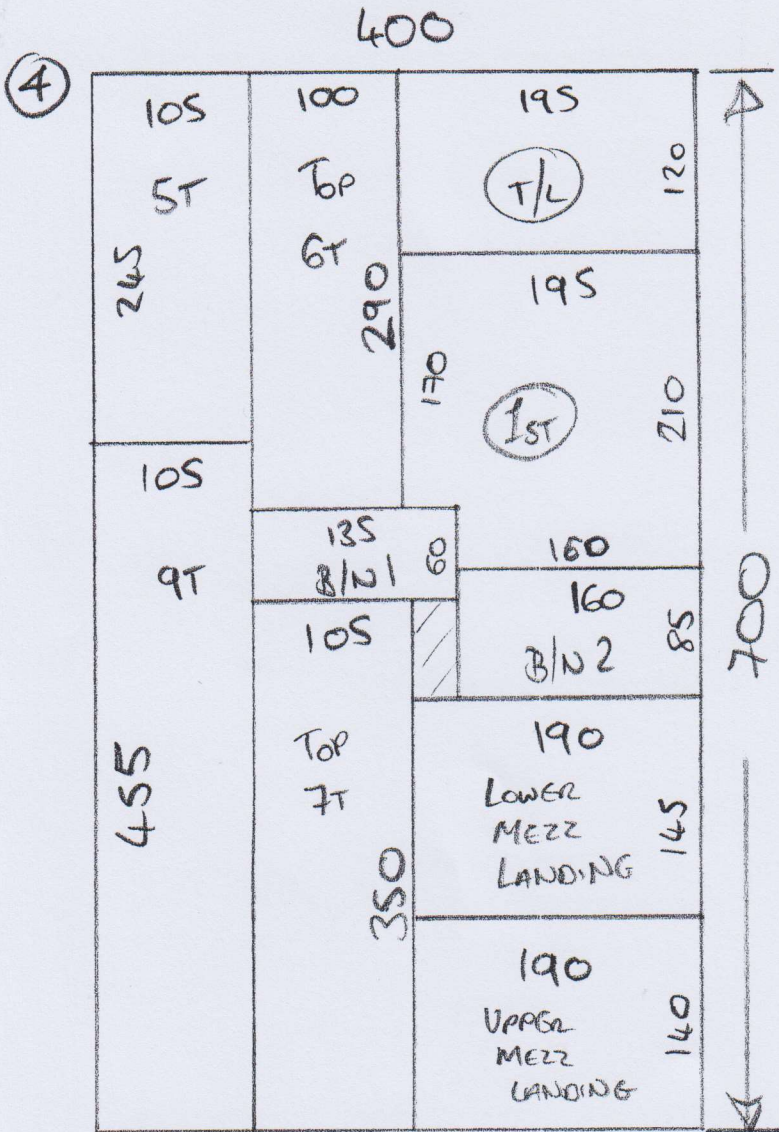 400
4
105
5T
245
100
TOP
6T
290
195
T/L
120
195
170
1ST
210
160
105
9T
455
135
B/N 1
60
160
B/N 2
85
105
TOP
7T
350
190
LOWER
MEZZ
LANDING
145
190
UPPER
MEZZ
LANDING
140
700